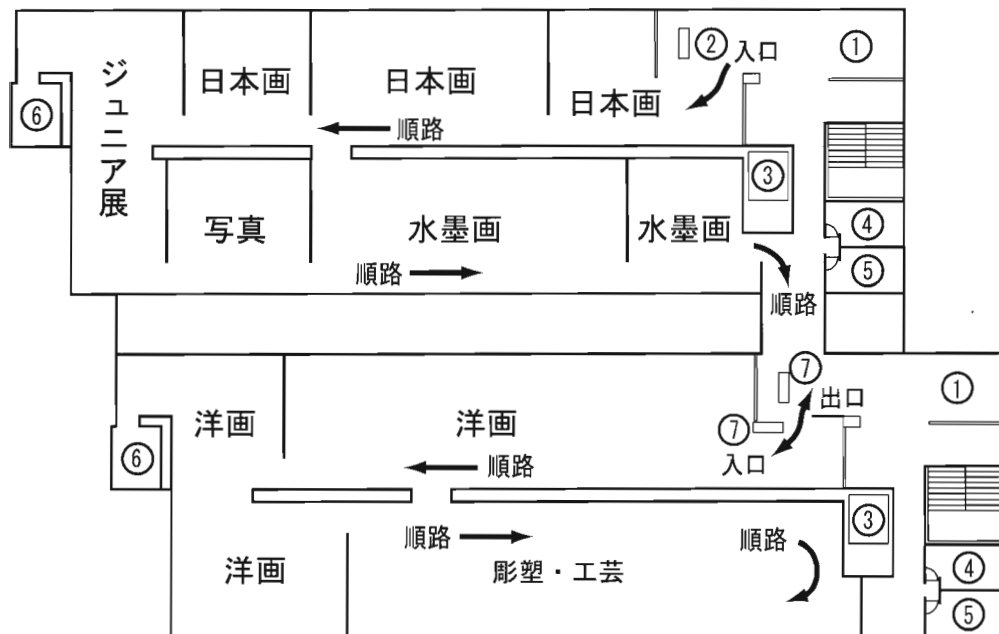 ② 入口
①
日本画
日本画
日本画
ジュニア展
⑥
順路
③
写真
水墨画
水墨画
④
順路
⑤
順路
⑦
出口
①
洋画
洋画
⑦
入口
⑥
順路
③
順路
順路
洋画
彫塑・工芸
④
⑤